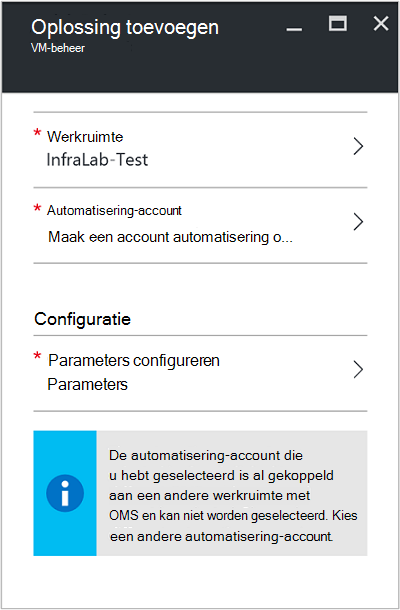 Oplossing toevoegen
VM-beheer
* Werkruimte
InfraLab-Test
* Automatisering-account
Maak een account automatisering o...
Configuratie
* Parameters configureren
Parameters
De automatisering-account die
u hebt geselecteerd is al gekoppeld
aan een andere werkruimte met
OMS en kan niet worden geselecteerd. Kies
een andere automatisering-account.